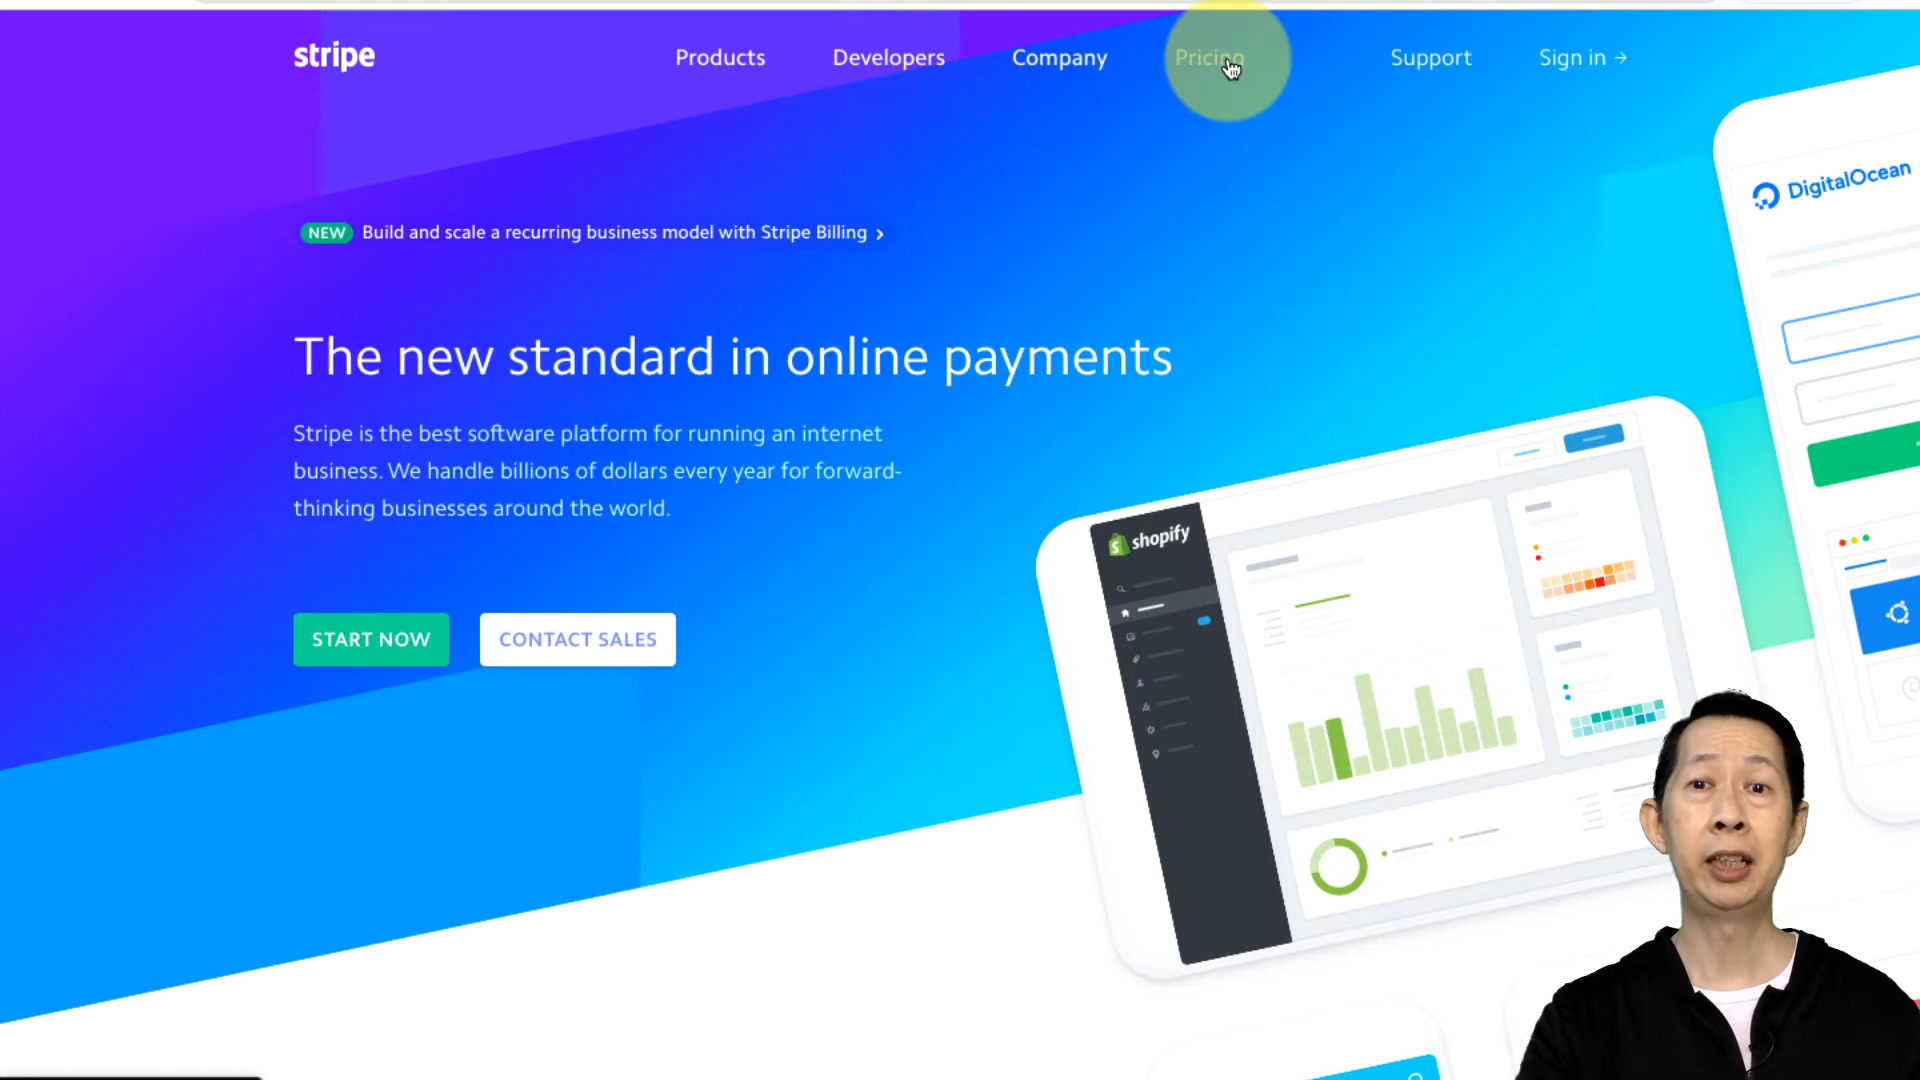 stripe
Products
Developers
Company
Pricing
Support
Sign in →
NEW Build and scale a recurring business model with Stripe Billing >
The new standard in online payments
Stripe is the best software platform for running an internet
business. We handle billions of dollars every year for forward-
thinking businesses around the world.
START NOW
CONTACT SALES
DigitalOcean
shopify